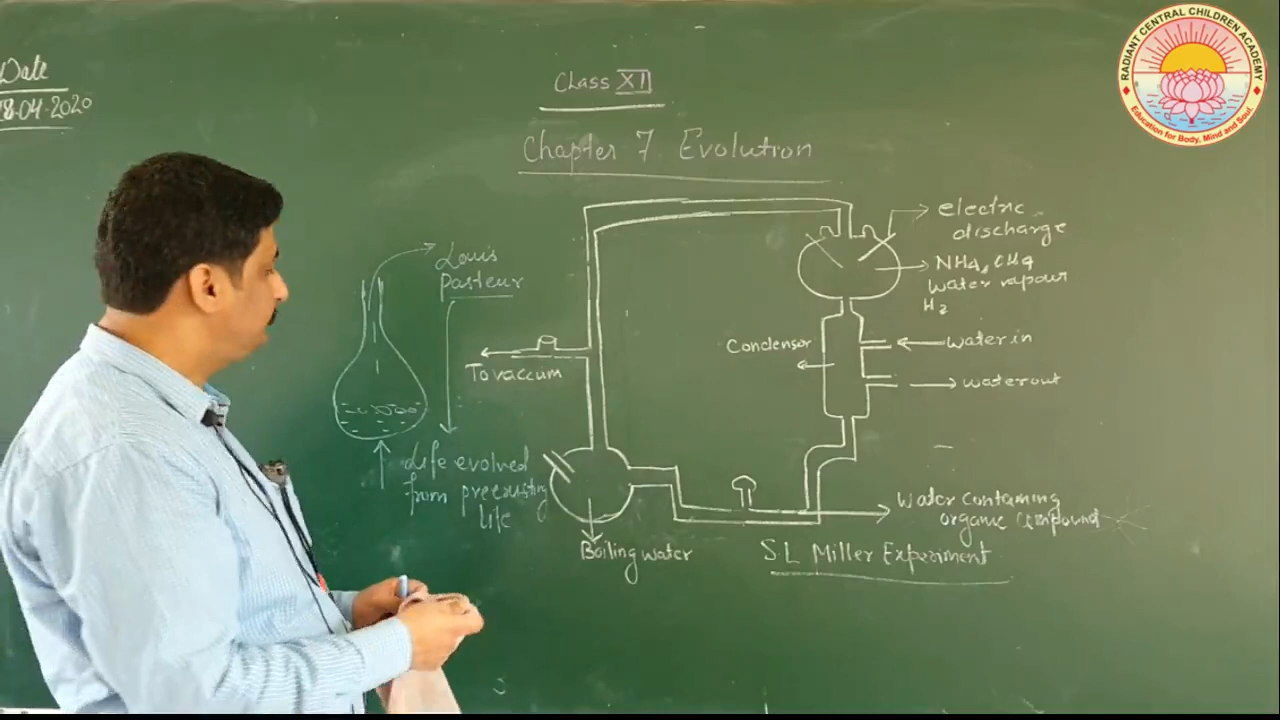 Date
18.04.2020
Class XII
Chapter 7 Evolution
RADIANT CENTRAL CHILDREN ACADEMY
Education for Body, Mind and Soul
Louis
Pasteur
Life evolved
from preexisting
life
To vaccum
Boiling water
electric
discharge
NH4, CH4
Water vapour
H2
Condensor
Water in
water out
Water containing
organic compound
S L Miller Experiment